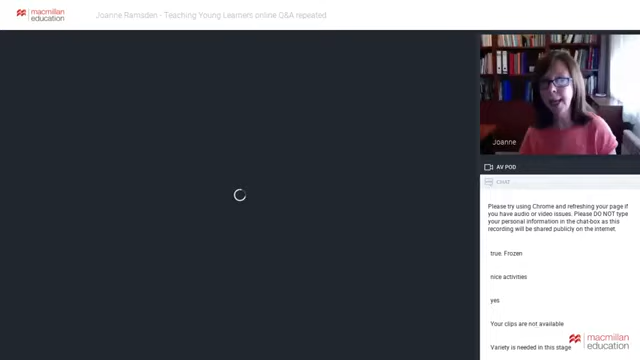 macmillan
education
Joanne Ramsden - Teaching Young Learners online Q&A repeated
Joanne
AV POD
CHAT
Please try using Chrome and refreshing your page if
you have audio or video issues. Please DO NOT type
your personal information in the chat-box as this
recording will be shared publicly on the internet.
true. Frozen
nice activities
yes
Your clips are not available
Variety is needed in this stage
macmillan
education